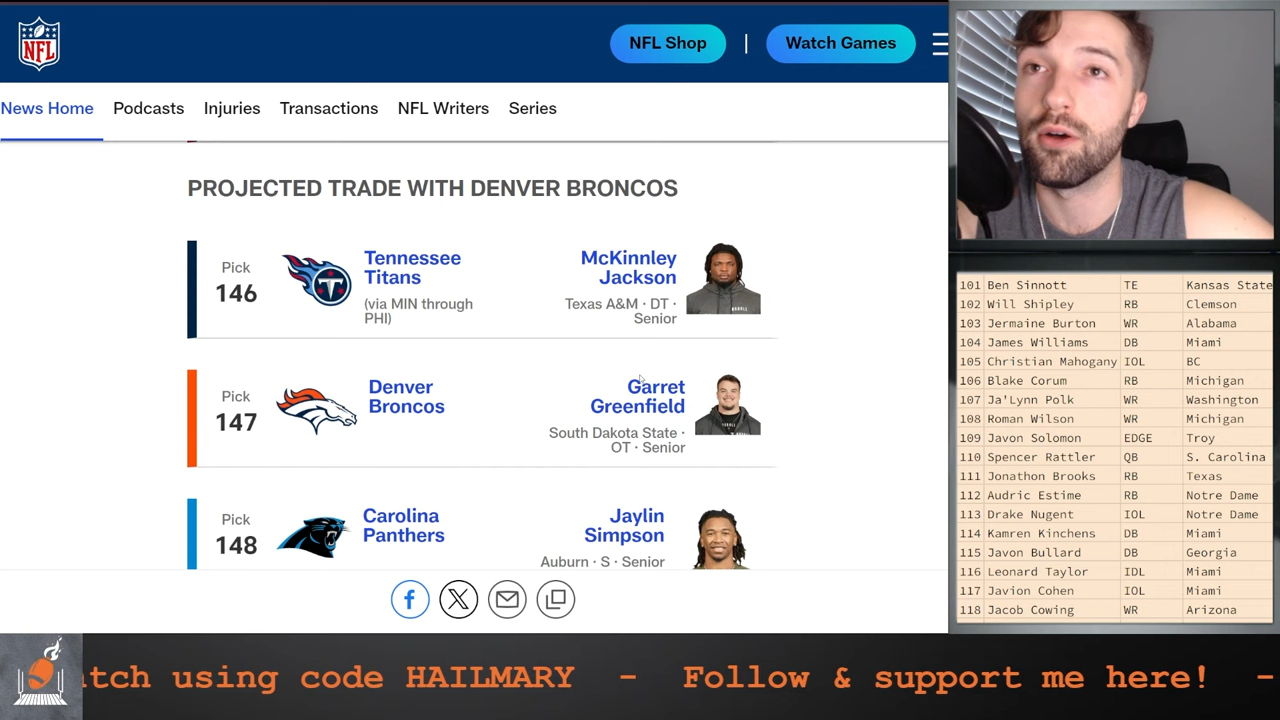 NFL
NFL Shop
Watch Games
News Home
Podcasts
Injuries
Transactions
NFL Writers
Series
PROJECTED TRADE WITH DENVER BRONCOS
Pick
146
Tennessee
Titans
(via MIN through
PHI)
McKinnley
Jackson
Texas A&M · DT ·
Senior
Pick
147
Denver
Broncos
Garret
Greenfield
South Dakota State ·
OT · Senior
Pick
148
Carolina
Panthers
Jaylin
Simpson
Auburn · S · Senior
101 Ben Sinnott TE Kansas State
102 Will Shipley RB Clemson
103 Jermaine Burton WR Alabama
104 James Williams DB Miami
105 Christian Mahogany IOL BC
106 Blake Corum RB Michigan
107 Ja'Lynn Polk WR Washington
108 Roman Wilson WR Michigan
109 Javon Solomon EDGE Troy
110 Spencer Rattler QB S. Carolina
111 Jonathon Brooks RB Texas
112 Audric Estime RB Notre Dame
113 Drake Nugent IOL Notre Dame
114 Kamren Kinchens DB Miami
115 Javon Bullard DB Georgia
116 Leonard Taylor IDL Miami
117 Javion Cohen IOL Miami
118 Jacob Cowing WR Arizona
atch using code HAILMARY - Follow & support me here! -